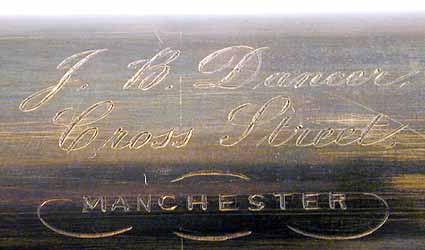 J. B. Dancer,
Cross Street,
MANCHESTER